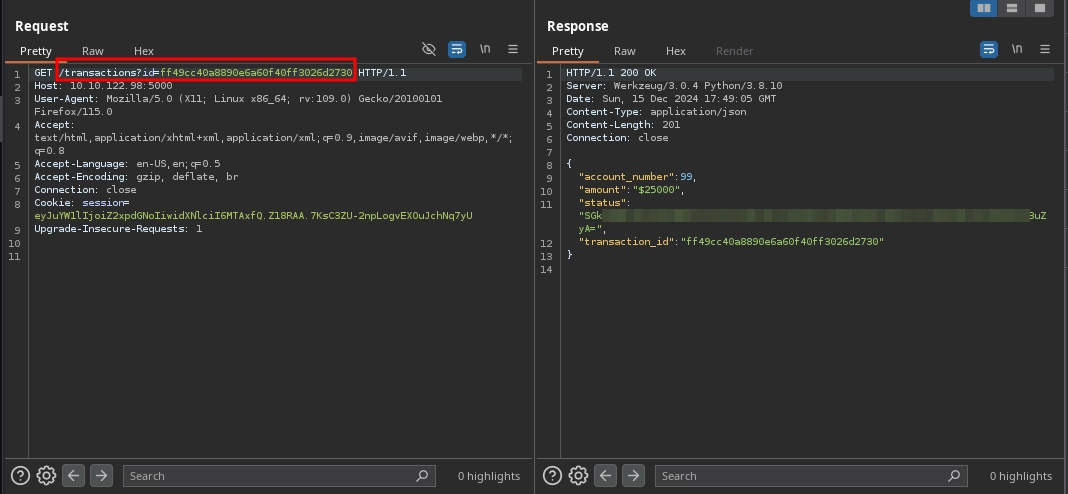 Request
Pretty Raw Hex \n
1 GET /transactions?id=ff49cc40a8890e6a60f40ff3026d2730 HTTP/1.1
2 Host: 10.10.122.98:5000
3 User-Agent: Mozilla/5.0 (X11; Linux x86_64; rv:109.0) Gecko/20100101
Firefox/115.0
4 Accept:
text/html,application/xhtml+xml,application/xml;q=0.9,image/avif,image/webp,*/*;
q=0.8
5 Accept-Language: en-US,en;q=0.5
6 Accept-Encoding: gzip, deflate, br
7 Connection: close
8 Cookie: session=
9 Upgrade-Insecure-Requests: 1
10
11
Search 0 highlights
Response
Pretty Raw Hex Render \n
1 HTTP/1.1 200 OK
2 Server: Werkzeug/3.0.4 Python/3.8.10
3 Date: Sun, 15 Dec 2024 17:49:05 GMT
4 Content-Type: application/json
5 Content-Length: 201
6 Connection: close
7
8 {
9 "account_number":99,
10 "amount":"$25000",
11 "status":
"SGk
yA=",
12 "transaction_id":"ff49cc40a8890e6a60f40ff3026d2730"
13 }
14
Search 0 highlights